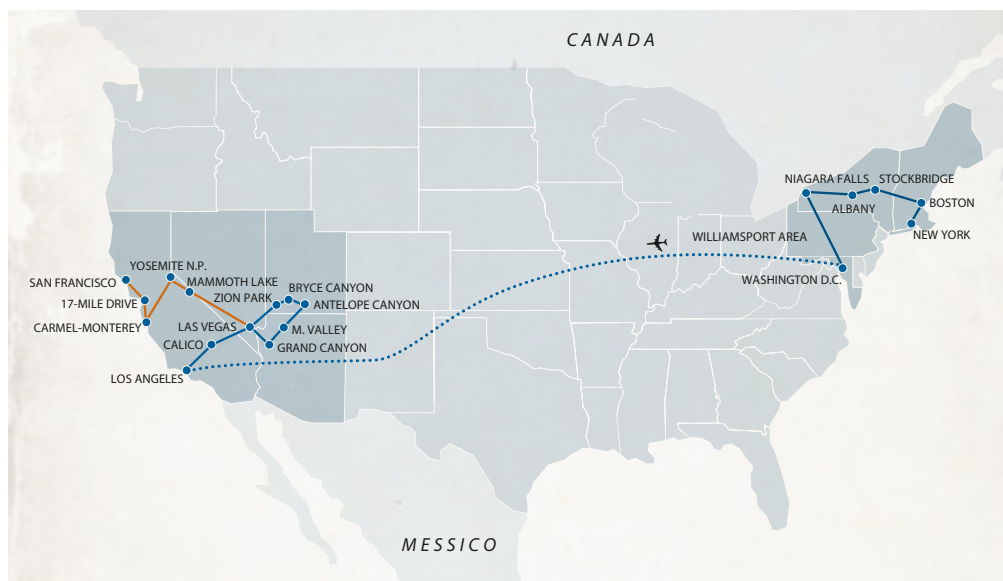 CANADA
NIAGARA FALLS
STOCKBRIDGE
ALBANY
BOSTON
NEW YORK
WILLIAMSPORT AREA
WASHINGTON D.C.
YOSEMITE N.P.
SAN FRANCISCO
MAMMOTH LAKE
BRYCE CANYON
ZION PARK
17-MILE DRIVE
ANTELOPE CANYON
CARMEL-MONTEREY
LAS VEGAS
M. VALLEY
CALICO
GRAND CANYON
LOS ANGELES
MESSICO